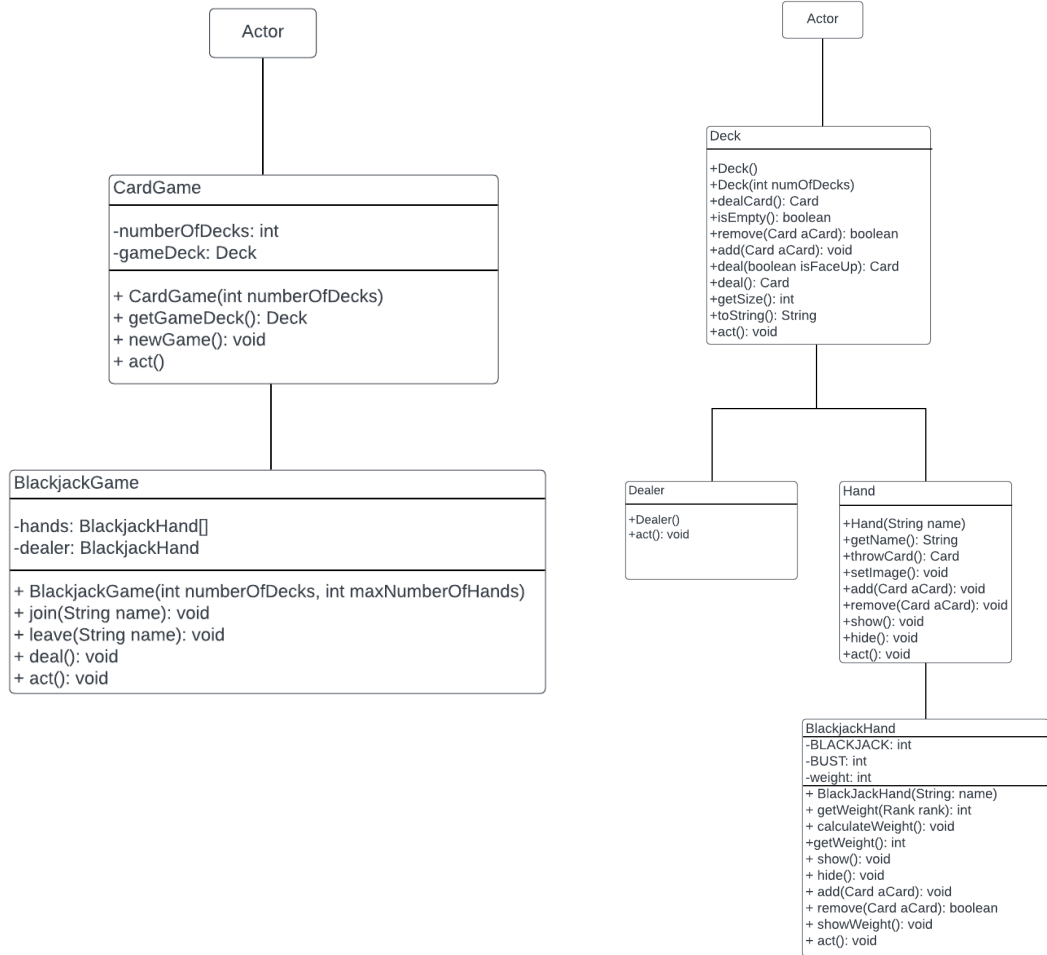 Actor
CardGame
-numberOfDecks: int
-gameDeck: Deck
+ CardGame(int numberOfDecks)
+ getGameDeck(): Deck
+ newGame(): void
+ act()
BlackjackGame
-hands: BlackjackHand[]
-dealer: BlackjackHand
+ BlackjackGame(int numberOfDecks, int maxNumberOfHands)
+ join(String name): void
+ leave(String name): void
+ deal(): void
+ act(): void
Actor
Deck
+Deck()
+Deck(int numOfDecks)
+dealCard(): Card
+isEmpty(): boolean
+remove(Card aCard): boolean
+add(Card aCard): void
+deal(boolean isFaceUp): Card
+deal(): Card
+getSize(): int
+toString(): String
+act(): void
Dealer
+Dealer()
+act(): void
Hand
+Hand(String name)
+getName(): String
+throwCard(): Card
+setImage(): void
+add(Card aCard): void
+remove(Card aCard): void
+show(): void
+hide(): void
+act(): void
BlackjackHand
-BLACKJACK: int
-BUST: int
-weight: int
+ BlackJackHand(String: name)
+ getWeight(Rank rank): int
+ calculateWeight(): void
+getWeight(): int
+ show(): void
+ hide(): void
+ add(Card aCard): void
+ remove(Card aCard): boolean
+ showWeight(): void
+ act(): void